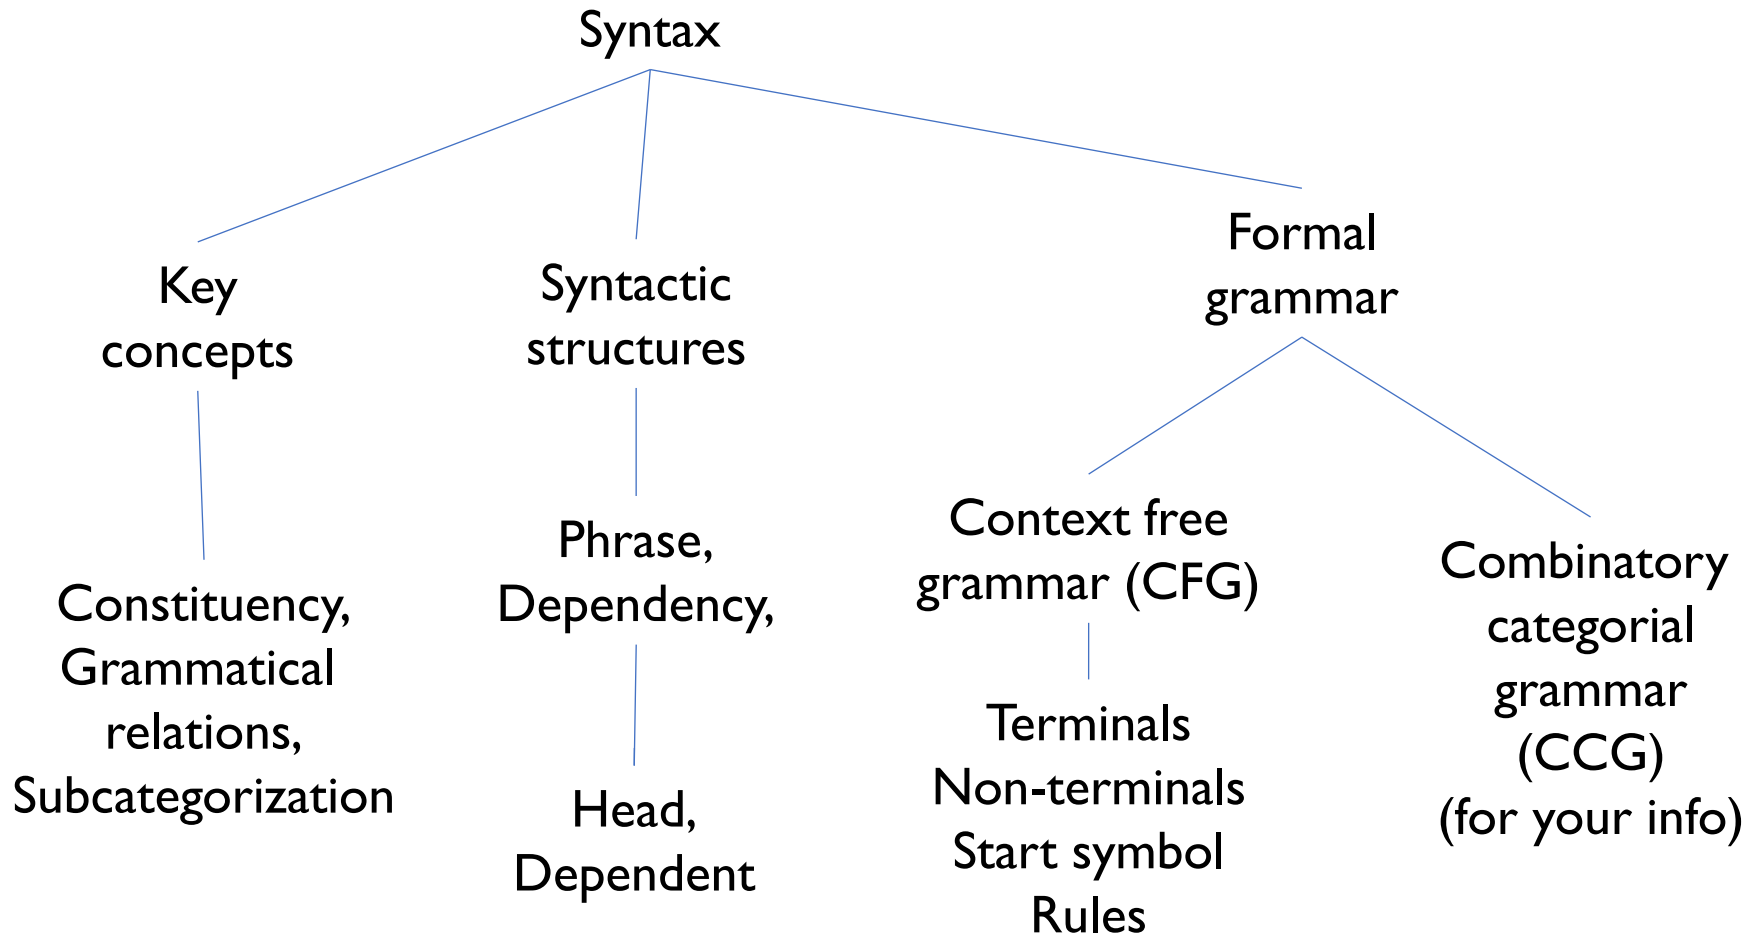 Syntax
Key
concepts
Syntactic
structures
Formal
grammar
Constituency,
Grammatical
relations,
Subcategorization
Phrase,
Dependency,
Head,
Dependent
Context free
grammar (CFG)
Terminals
Non-terminals
Start symbol
Rules
Combinatory
categorial
grammar
(CCG)
(for your info)